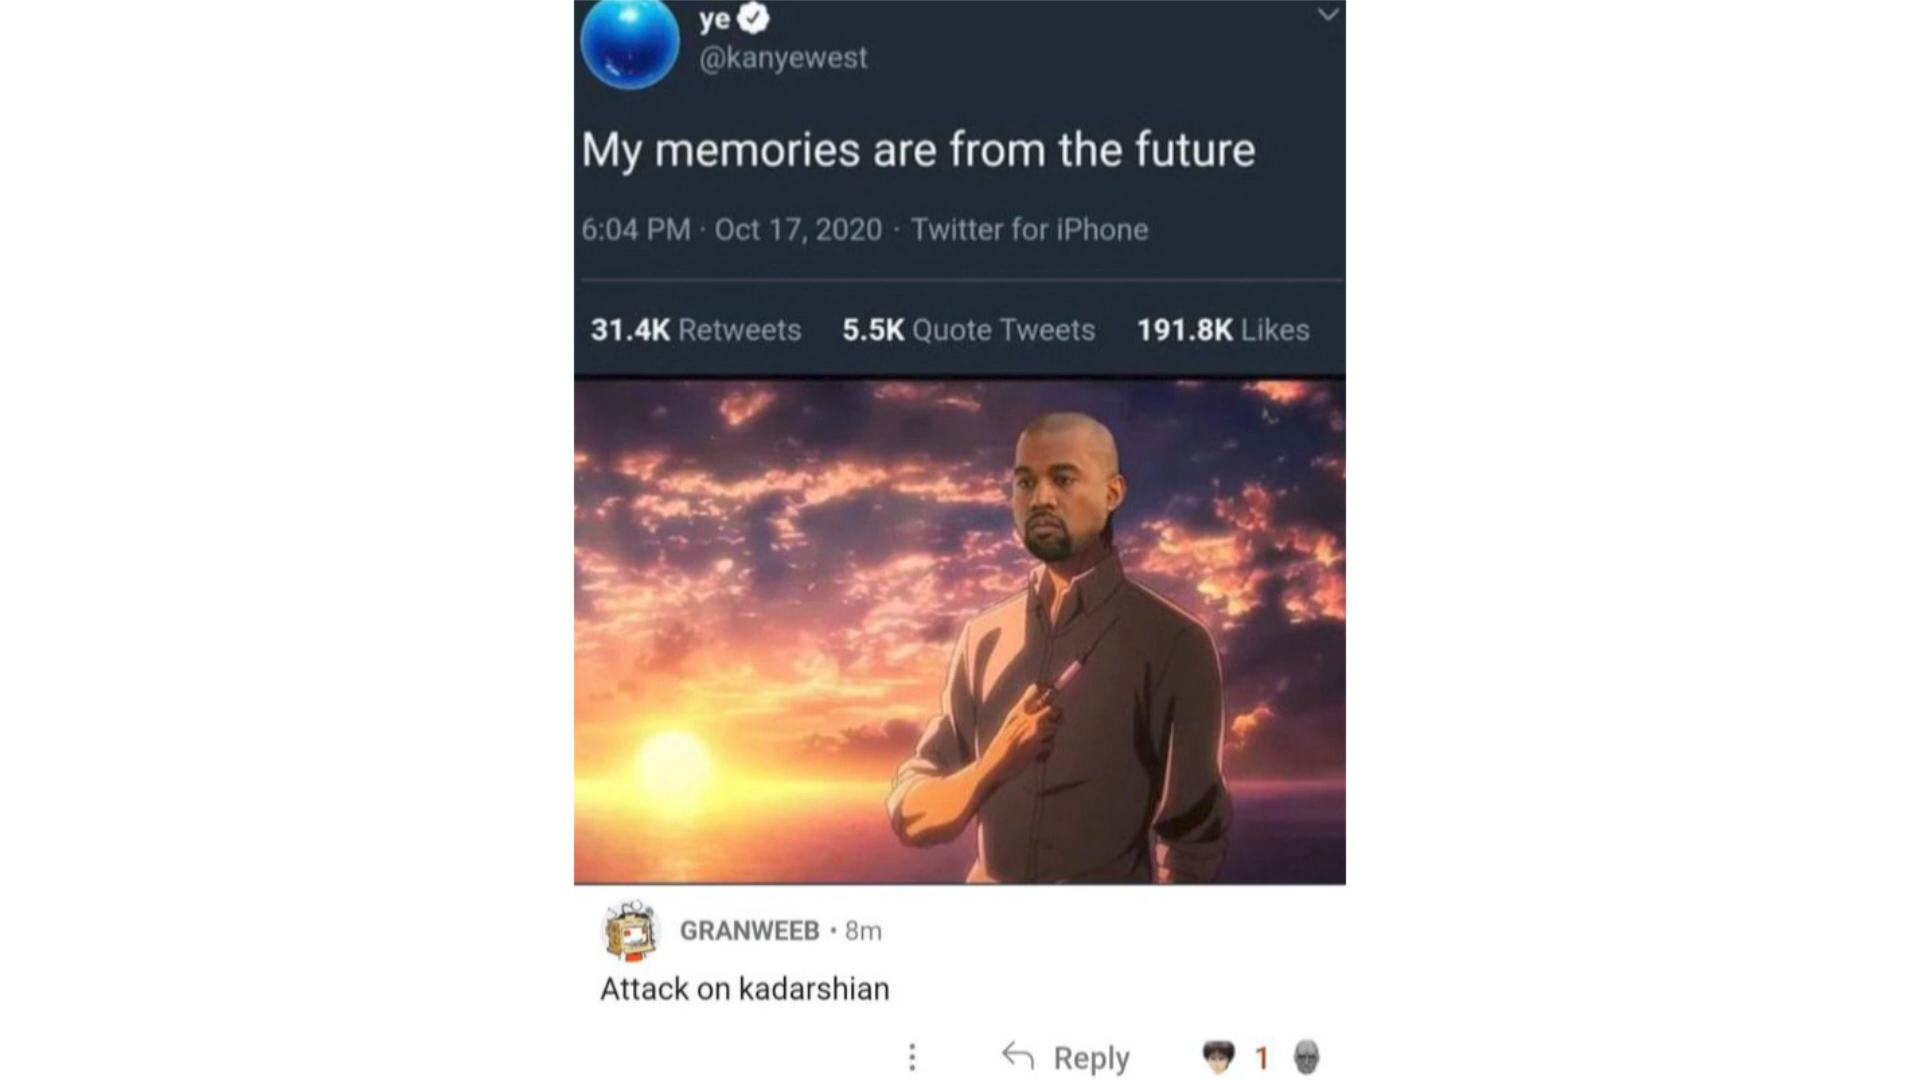 ye
@kanyewest
My memories are from the future
6:04 PM · Oct 17, 2020 · Twitter for iPhone
31.4K Retweets 5.5K Quote Tweets 191.8K Likes
GRANWEEB • 8m
Attack on kadarshian
Reply 1